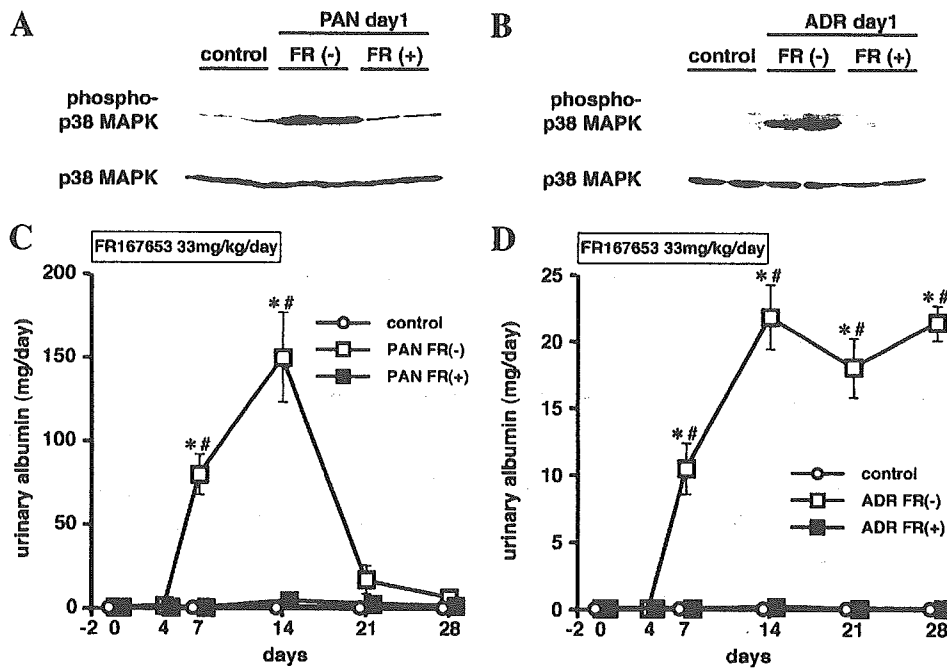 A
PAN day1
control FR (-) FR (+)
phospho-
p38 MAPK
p38 MAPK
B
ADR day1
control FR (-) FR (+)
phospho-
p38 MAPK
p38 MAPK
C
FR167653 33mg/kg/day
urinary albumin (mg/day)
200
150
100
50
0
*#
*#
control
PAN FR(-)
PAN FR(+)
-2 0 4 7 14 21 28
days
D
FR167653 33mg/kg/day
urinary albumin (mg/day)
25
20
15
10
5
0
*#
*#
*#
*#
control
ADR FR(-)
ADR FR(+)
-2 0 4 7 14 21 28
days